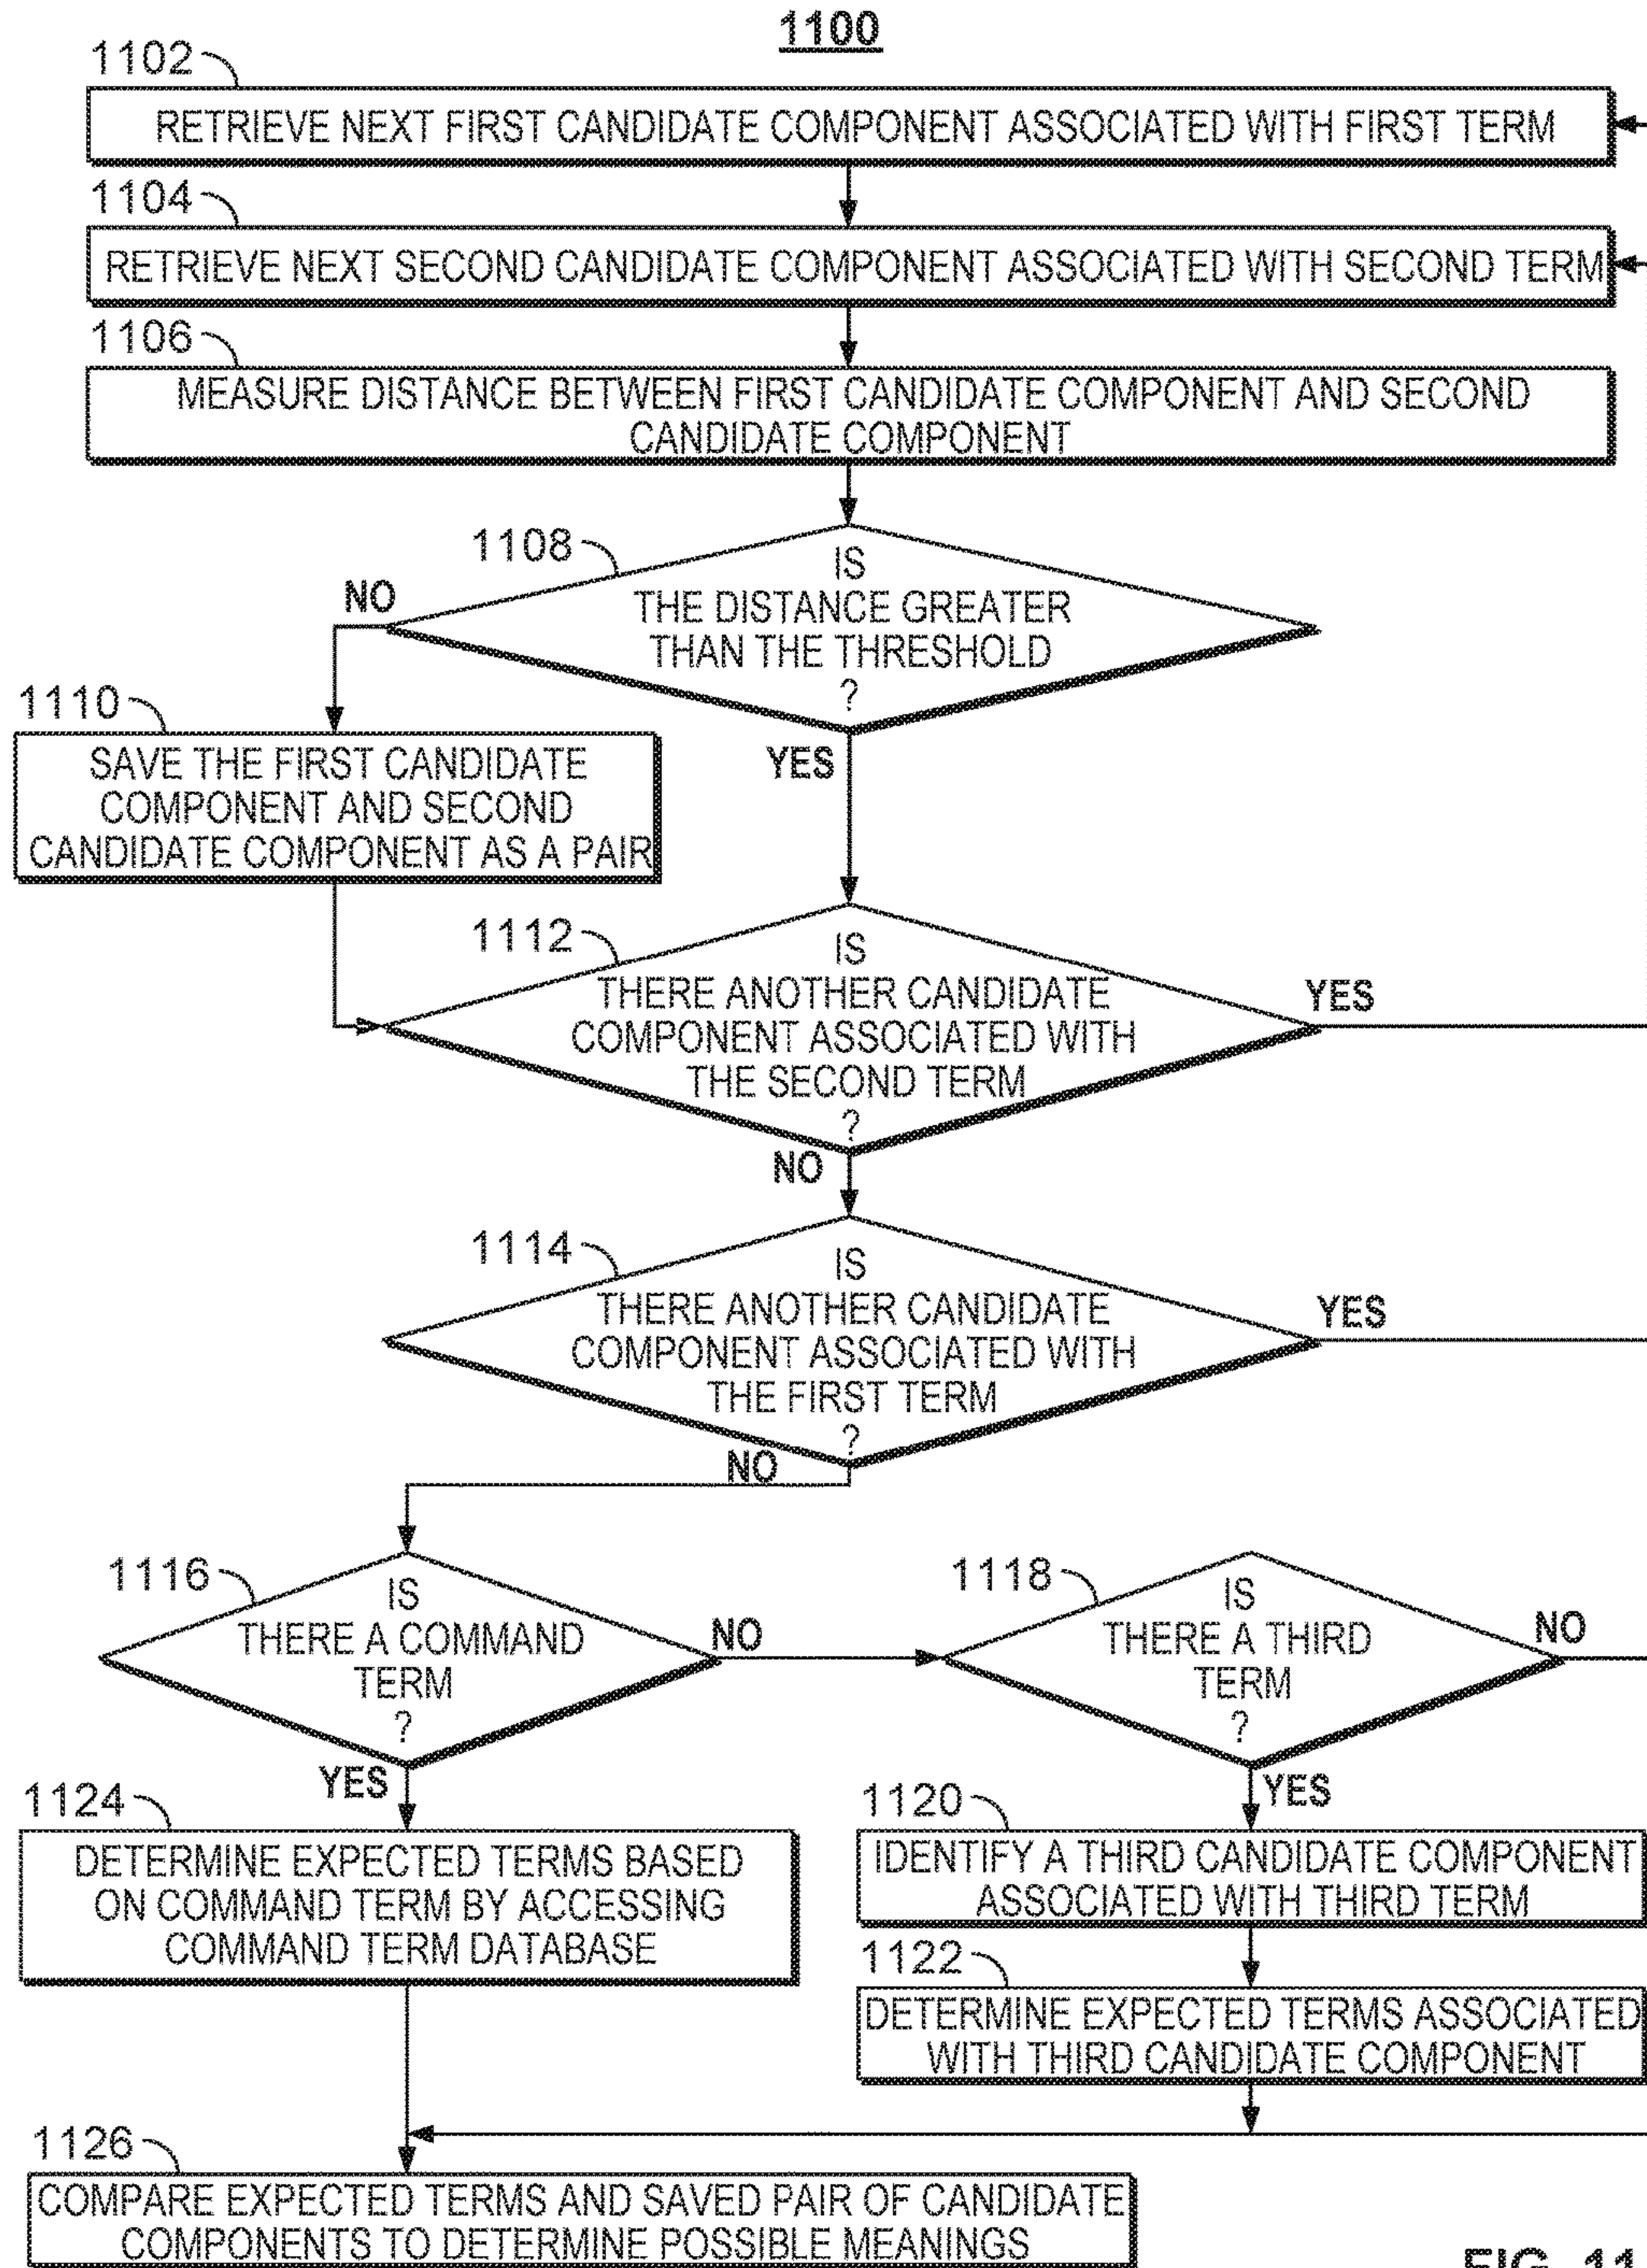 1100
1102
RETRIEVE NEXT FIRST CANDIDATE COMPONENT ASSOCIATED WITH FIRST TERM
1104
RETRIEVE NEXT SECOND CANDIDATE COMPONENT ASSOCIATED WITH SECOND TERM
1106
MEASURE DISTANCE BETWEEN FIRST CANDIDATE COMPONENT AND SECOND
CANDIDATE COMPONENT
1108
IS
THE DISTANCE GREATER
THAN THE THRESHOLD
?
NO
YES
1110
SAVE THE FIRST CANDIDATE
COMPONENT AND SECOND
CANDIDATE COMPONENT AS A PAIR
1112
IS
THERE ANOTHER CANDIDATE
COMPONENT ASSOCIATED WITH
THE SECOND TERM
?
YES
NO
1114
IS
THERE ANOTHER CANDIDATE
COMPONENT ASSOCIATED WITH
THE FIRST TERM
?
YES
NO
1116
IS
THERE A COMMAND
TERM
?
NO
YES
1118
IS
THERE A THIRD
TERM
?
NO
YES
1124
DETERMINE EXPECTED TERMS BASED
ON COMMAND TERM BY ACCESSING
COMMAND TERM DATABASE
1120
IDENTIFY A THIRD CANDIDATE COMPONENT
ASSOCIATED WITH THIRD TERM
1122
DETERMINE EXPECTED TERMS ASSOCIATED
WITH THIRD CANDIDATE COMPONENT
1126
COMPARE EXPECTED TERMS AND SAVED PAIR OF CANDIDATE
COMPONENTS TO DETERMINE POSSIBLE MEANINGS
FIG. 11